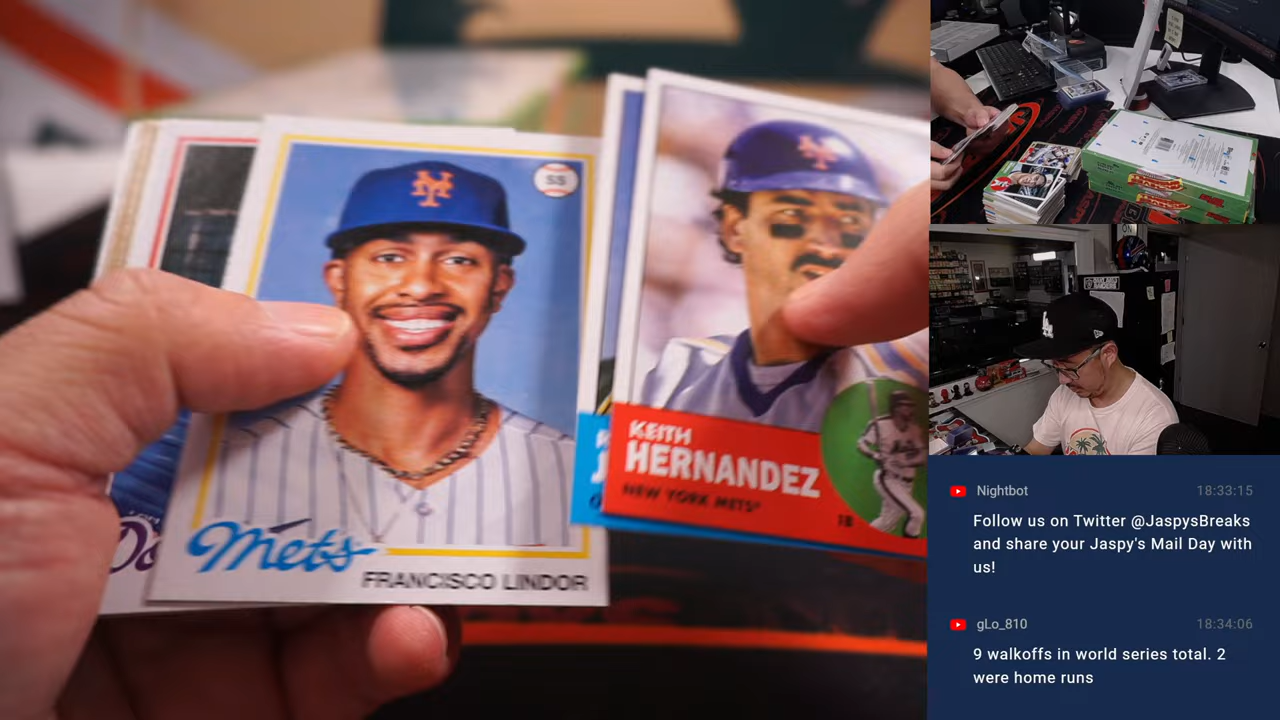 SS
Mets
FRANCISCO LINDOR
KEITH
HERNANDEZ
NEW YORK METS
1B
Nightbot
18:33:15
Follow us on Twitter @JaspysBreaks
and share your Jaspy's Mail Day with
us!
gLo_810
18:34:06
9 walkoffs in world series total. 2
were home runs